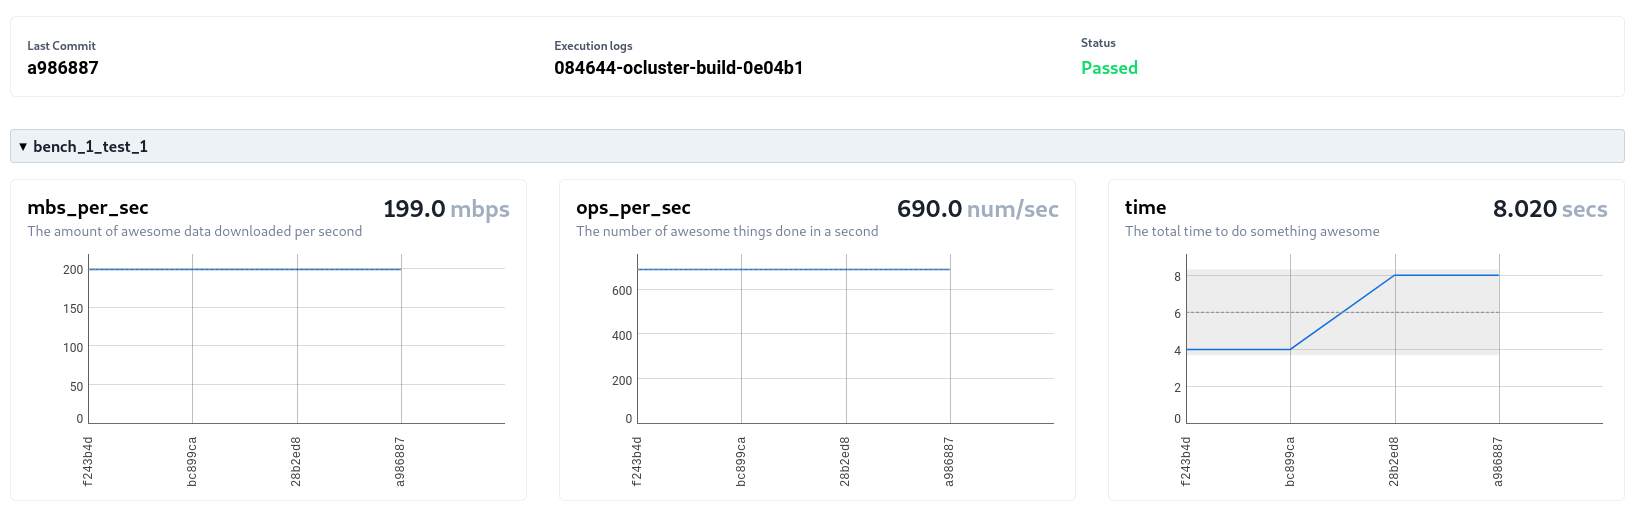 Last Commit
a986887
Execution logs
084644-ocluster-build-0e04b1
Status
Passed
▼ bench_1_test_1
mbs_per_sec
199.0 mbps
The amount of awesome data downloaded per second
200
150
100
50
0
f243b4d
bc899ca
28b2ed8
a986887
ops_per_sec
690.0 num/sec
The number of awesome things done in a second
600
400
200
0
f243b4d
bc899ca
28b2ed8
a986887
time
8.020 secs
The total time to do something awesome
8
6
4
2
0
f243b4d
bc899ca
28b2ed8
a986887